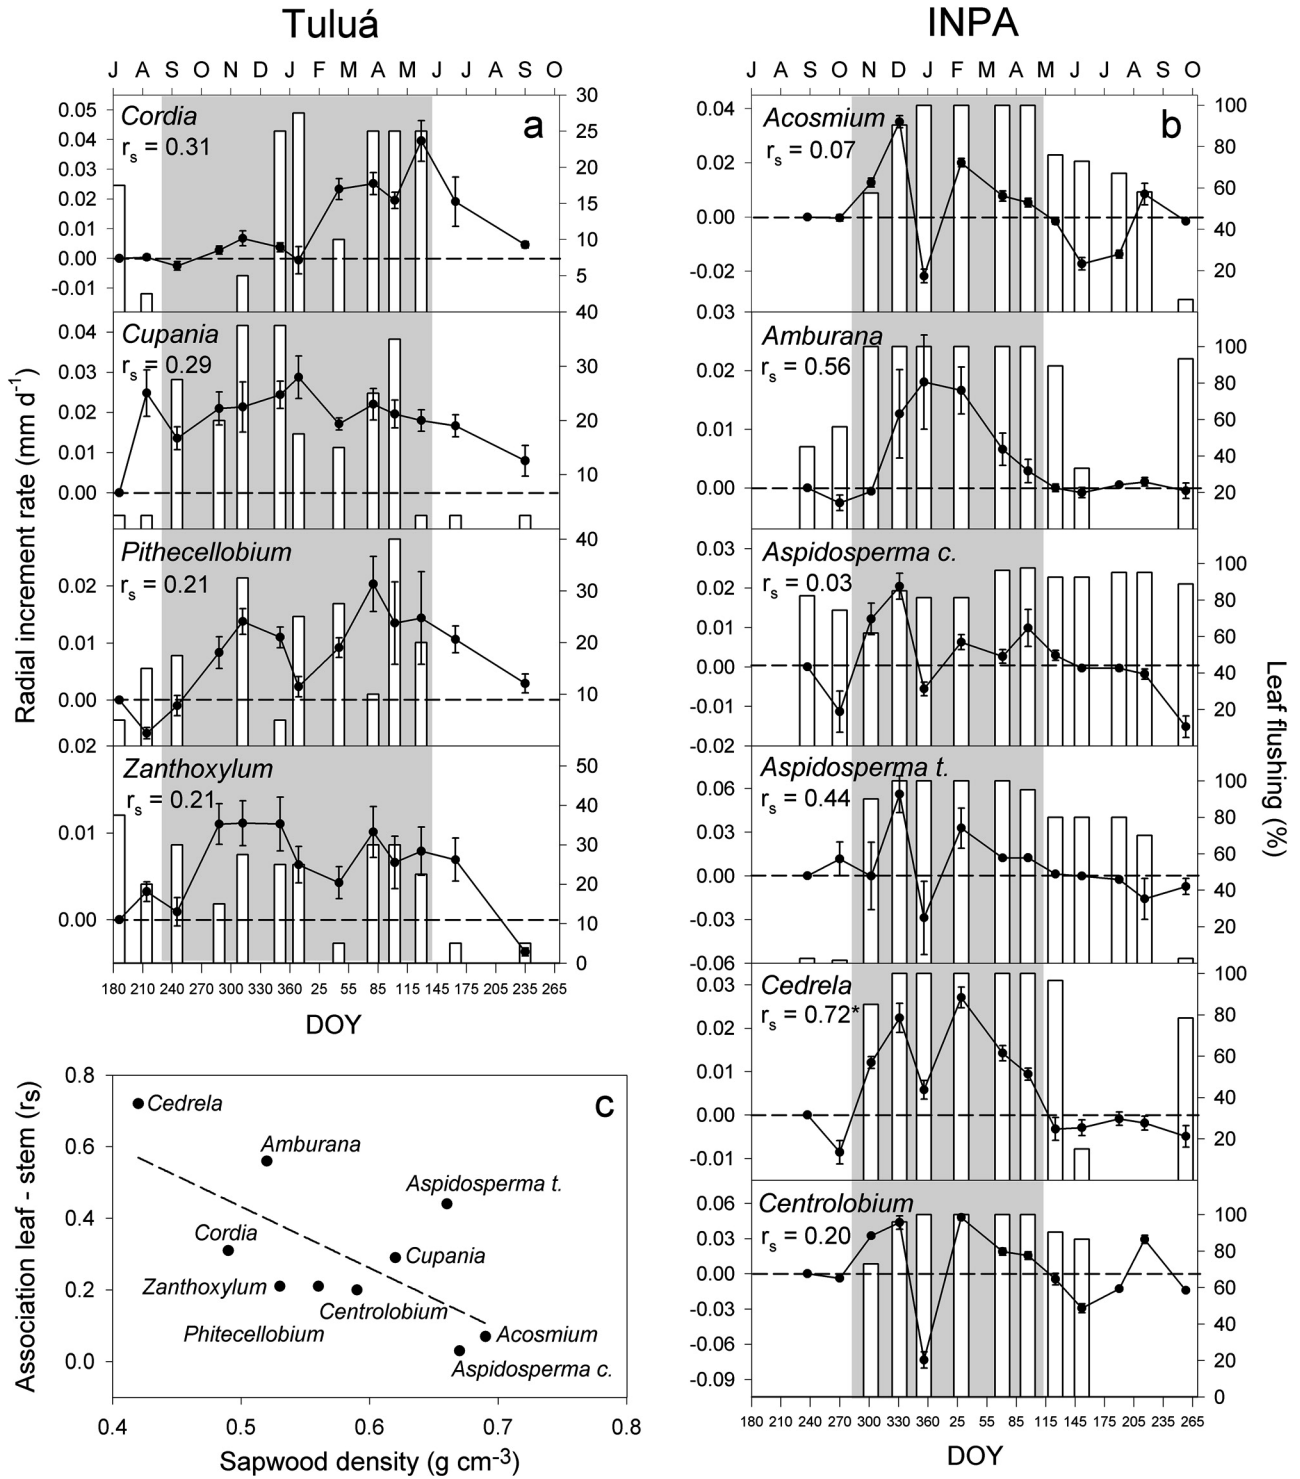 Tuluá
INPA
J A S O N D J F M A M J J A S O
J A S O N D J F M A M J J A S O
Radial increment rate (mm d-1)
Cordia
a
rs = 0.31
0.05
0.04
0.03
0.02
0.01
0.00
-0.01
30
25
20
15
10
5
40
Cupania
rs = 0.29
0.04
0.03
0.02
0.01
0.00
30
20
10
Pithecellobium
rs = 0.21
0.02
0.01
0.00
0.02
40
30
20
10
Zanthoxylum
rs = 0.21
0.01
0.00
50
40
30
20
10
0
180 210 240 270 300 330 360 25 55 85 115 145 175 205 235 265
DOY
Acosmium
b
rs = 0.07
0.04
0.02
0.00
-0.02
0.03
100
80
60
40
20
Amburana
rs = 0.56
0.02
0.01
0.00
100
80
60
40
20
Aspidosperma c.
rs = 0.03
0.03
0.02
0.01
0.00
-0.01
-0.02
100
80
60
40
20
Leaf flushing (%)
Aspidosperma t.
rs = 0.44
0.06
0.03
0.00
-0.03
-0.06
100
80
60
40
20
Cedrela
rs = 0.72*
0.03
0.02
0.01
0.00
-0.01
100
80
60
40
20
Centrolobium
rs = 0.20
0.06
0.03
0.00
-0.03
-0.06
-0.09
100
80
60
40
20
0
180 210 240 270 300 330 360 25 55 85 115 145 175 205 235 265
DOY
Association leaf - stem (rs)
0.8
0.6
0.4
0.2
0.0
c
Cedrela
Amburana
Aspidosperma t.
Cordia
Cupania
Zanthoxylum
Centrolobium
Phitecellobium
Acosmium
Aspidosperma c.
0.4 0.5 0.6 0.7 0.8
Sapwood density (g cm-3)